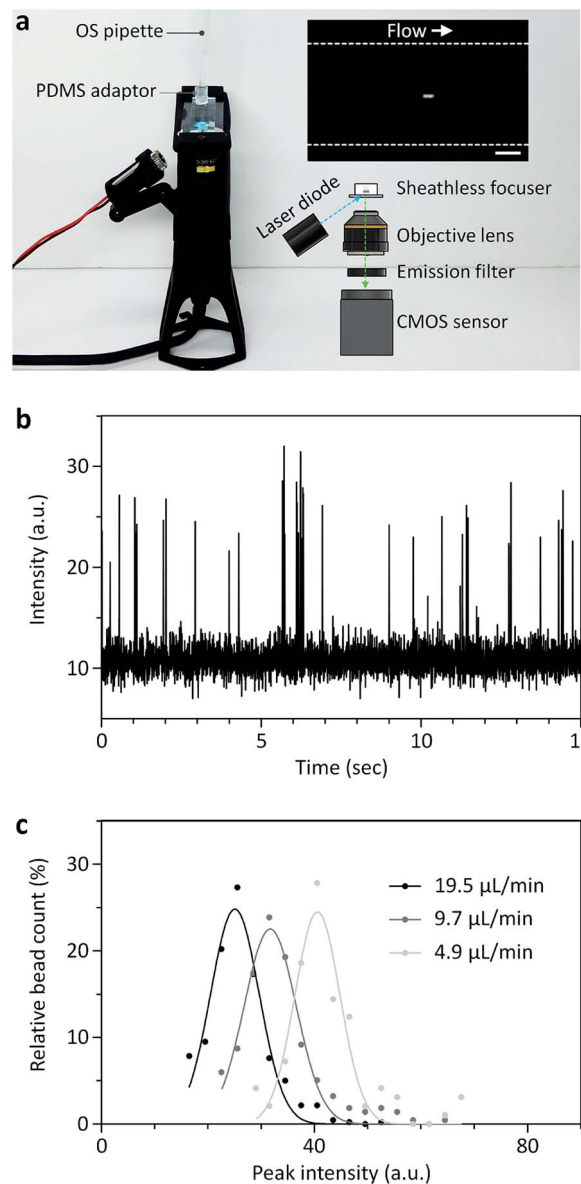 a
OS pipette
PDMS adaptor
Flow
Laser diode
Sheathless focuser
Objective lens
Emission filter
CMOS sensor
b
Intensity (a.u.)
30
20
10
0
5
10
Time (sec)
c
Relative bead count (%)
30
20
10
0
19.5 μL/min
9.7 μL/min
4.9 μL/min
0
40
80
Peak intensity (a.u.)